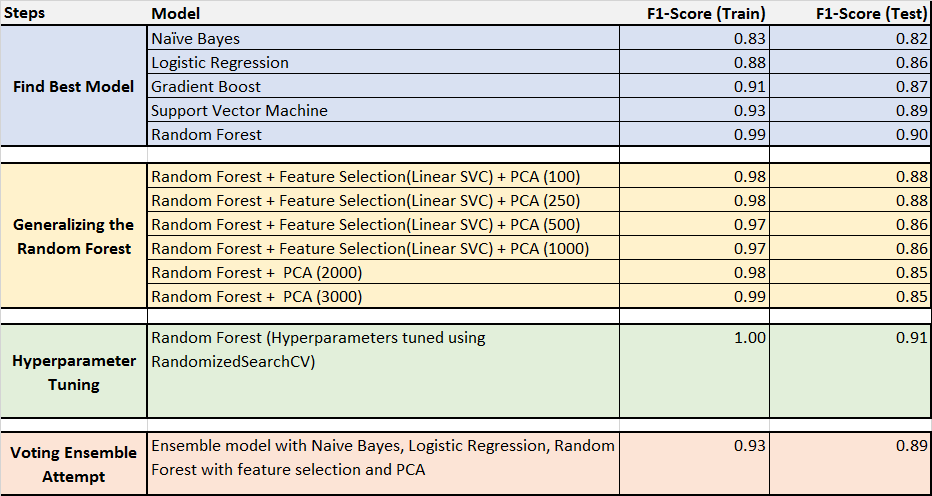 Steps Model F1-Score (Train) F1-Score (Test)
Find Best Model
Naïve Bayes 0.83 0.82
Logistic Regression 0.88 0.86
Gradient Boost 0.91 0.87
Support Vector Machine 0.93 0.89
Random Forest 0.99 0.90
Generalizing the
Random Forest
Random Forest + Feature Selection(Linear SVC) + PCA (100) 0.98 0.88
Random Forest + Feature Selection(Linear SVC) + PCA (250) 0.98 0.88
Random Forest + Feature Selection(Linear SVC) + PCA (500) 0.97 0.86
Random Forest + Feature Selection(Linear SVC) + PCA (1000) 0.97 0.86
Random Forest + PCA (2000) 0.98 0.85
Random Forest + PCA (3000) 0.99 0.85
Hyperparameter
Tuning
Random Forest (Hyperparameters tuned using 1.00 0.91
RandomizedSearchCV)
Voting Ensemble
Attempt
Ensemble model with Naive Bayes, Logistic Regression, Random 0.93 0.89
Forest with feature selection and PCA